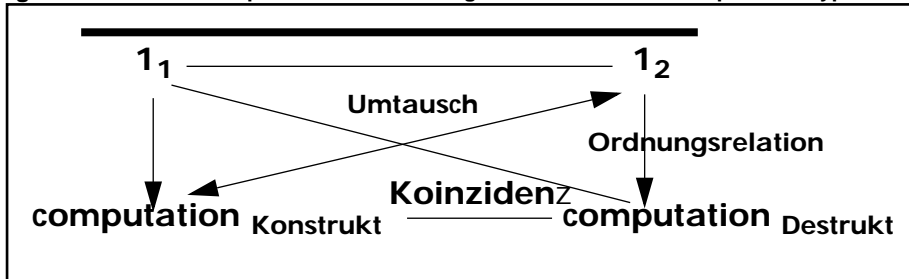 1₁ 1₂
Umtausch
Ordnungsrelation
Koinzidenz
computation Konstrukt computation Destrukt